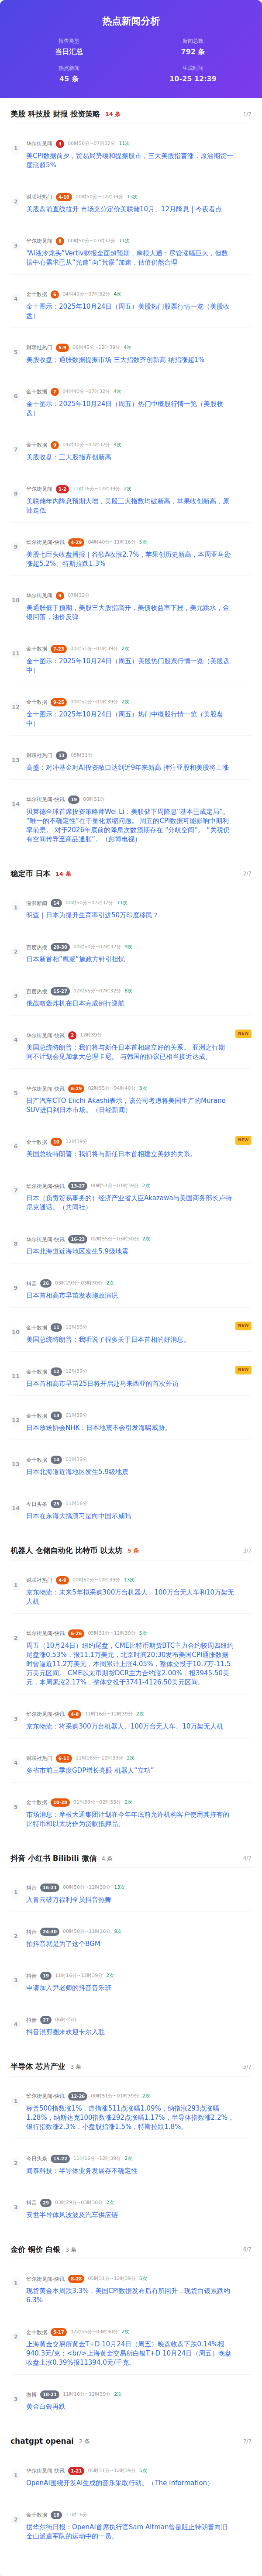 热点新闻分析
报告类型
新闻总数
当日汇总
792 条
热点新闻
生成时间
45 条
10-25 12:39
美股 科技股 财报 投资策略 14 条
1/7
1
华尔街见闻 3 00时50分~07时32分 11次
美CPI数据前夕，贸易局势缓和提振股市，三大美股指普涨，原油期货一
度涨超5%
2
财联社热门 4-10 00时50分~12时39分 13次
美股盘前直线拉升 市场充分定价美联储10月、12月降息 | 今夜看点
3
华尔街见闻 8 00时50分~07时32分 11次
“AI液冷龙头”Vertiv财报全面超预期，摩根大通：尽管涨幅巨大，但数
据中心需求已从“光速”向“荒谬”加速，估值仍然合理
4
金十数据 6 04时40分~07时32分 4次
金十图示：2025年10月24日（周五）美股热门股票行情一览（美股收
盘）
5
财联社热门 5-9 06时45分~12时39分 4次
美股收盘：通胀数据提振市场 三大指数齐创新高 纳指涨超1%
6
金十数据 7 04时40分~07时32分 4次
金十图示：2025年10月24日（周五）热门中概股行情一览（美股收
盘）
7
金十数据 9 04时40分~07时32分 4次
美股收盘：三大股指齐创新高
8
华尔街见闻 1-2 11时16分~12时39分 2次
美联储年内降息预期大增，美股三大指数均破新高，苹果收创新高，原
油走低
9
华尔街见闻-快讯 4-29 04时40分~11时16分 5次
美股七巨头收盘播报｜谷歌A收涨2.7%，苹果创历史新高，本周亚马逊
涨超5.2%、特斯拉跌1.3%
10
华尔街见闻 9 07时32分
美通胀低于预期，美股三大股指高开，美债收益率下挫，美元跳水，金
银回落，油价反弹
11
金十数据 7-23 00时51分~01时39分 2次
金十图示：2025年10月24日（周五）美股热门股票行情一览（美股盘
中）
12
金十数据 9-25 00时51分~01时39分 2次
金十图示：2025年10月24日（周五）热门中概股行情一览（美股盘
中）
13
财联社热门 13 05时31分
高盛：对冲基金对AI投资敞口达到近9年来新高 押注亚股和美股将上涨
14
华尔街见闻-快讯 19 00时51分
贝莱德全球首席投资策略师Wei Li：美联储下周降息“基本已成定局”。
“唯一的不确定性”在于量化紧缩问题。 周五的CPI数据可能影响中期利
率前景。 对于2026年底前的降息次数预期存在 “分歧空间”。 “关税仍
有空间传导至商品通胀”。（彭博电视）
稳定币 日本 14 条
2/7
1
澎湃新闻 14 00时50分~07时32分 11次
明查｜日本为提升生育率引进50万印度移民？
2
百度热搜 20-30 00时50分~07时32分 9次
日本新首相“鹰派”施政方针引担忧
3
百度热搜 15-27 02时55分~07时32分 6次
俄战略轰炸机在日本完成例行巡航
4
华尔街见闻-快讯 2 12时39分
NEW
美国总统特朗普：我们将与新任日本首相建立好的关系。 亚洲之行期
间不计划会见加拿大总理卡尼。 与韩国的协议已相当接近达成。
5
华尔街见闻-快讯 6-29 02时55分~04时40分 3次
日产汽车CTO Eiichi Akashi表示，该公司考虑将美国生产的Murano
SUV进口到日本市场。（日经新闻）
6
金十数据 10 12时39分
NEW
美国总统特朗普：我们将与新任日本首相建立美妙的关系。
7
华尔街见闻-快讯 13-27 00时51分~01时39分 2次
日本（负责贸易事务的）经济产业省大臣Akazawa与美国商务部长卢特
尼克通话。（共同社）
8
华尔街见闻-快讯 16-23 02时55分~03时30分 2次
日本北海道近海地区发生5.9级地震
9
抖音 26 03时29分~03时30分 2次
日本首相高市早苗发表施政演说
10
金十数据 11 12时39分
NEW
美国总统特朗普：我听说了很多关于日本首相的好消息。
11
金十数据 12 12时39分
NEW
日本首相高市早苗25日将开启赴马来西亚的首次外访
12
金十数据 13 01时39分
日本放送协会NHK：日本地震不会引发海啸威胁。
13
金十数据 14 01时39分
日本北海道近海地区发生5.9级地震
14
今日头条 25 11时16分
日本在东海大搞演习是向中国示威吗
机器人 仓储自动化 比特币 以太坊 5 条
3/7
1
财联社热门 4-9 00时50分~12时39分 13次
京东物流：未来5年拟采购300万台机器人、100万台无人车和10万架无
人机
2
华尔街见闻-快讯 6-26 05时31分~12时39分 5次
周五（10月24日）纽约尾盘，CME比特币期货BTC主力合约较周四纽约
尾盘涨0.53%，报11.1万美元，北京时间20:30发布美国CPI通胀数据
时曾逼近11.2万美元，本周累计上涨4.05%，整体交投于10.7万-11.5
万美元区间。 CME以太币期货DCR主力合约涨2.00%，报3945.50美
元，本周累涨2.17%，整体交投于3741-4126.50美元区间。
3
华尔街见闻-快讯 4-8 11时16分~12时39分 2次
京东物流：将采购300万台机器人、100万台无人车、10万架无人机
4
财联社热门 6-11 11时16分~12时39分 2次
多省市前三季度GDP增长亮眼 机器人“立功”
5
金十数据 10-28 01时39分~02时55分 2次
市场消息：摩根大通集团计划在今年年底前允许机构客户使用其持有的
比特币和以太坊作为贷款抵押品。
抖音 小红书 Bilibili 微信 4 条
4/7
1
抖音 16-21 00时50分~12时39分 13次
入青云破万福利全员抖音热舞
2
抖音 24-30 00时50分~11时16分 9次
拍抖音就是为了这个BGM
3
抖音 19 11时16分~12时39分 2次
申请加入尹老师的抖音音乐班
4
抖音 27 06时45分
抖音混剪圈来欢迎卡尔入驻
半导体 芯片产业 3 条
5/7
1
华尔街见闻-快讯 12-26 00时51分~01时39分 2次
标普500指数涨1%，道指涨511点涨幅1.09%，纳指涨293点涨幅
1.28%，纳斯达克100指数涨292点涨幅1.17%，半导体指数涨2.2%，
银行指数涨2.3%，小盘股指涨1.5%，特斯拉跌1.8%。
2
今日头条 15-22 11时16分~12时39分 2次
闻泰科技：半导体业务发展存不确定性
3
抖音 29 03时29分~03时30分 2次
安世半导体风波波及汽车供应链
金价 铜价 白银 3 条
6/7
1
华尔街见闻-快讯 8-28 05时31分~12时39分 5次
现货黄金本周跌3.3%，美国CPI数据发布后有所回升，现货白银累跌约
6.3%
2
金十数据 5-17 02时55分~03时30分 2次
上海黄金交易所黄金T+D 10月24日（周五）晚盘收盘下跌0.14%报
940.3元/克；<br/>上海黄金交易所白银T+D 10月24日（周五）晚盘
收盘上涨0.39%报11394.0元/千克。
3
微博 18-21 11时16分~12时39分 2次
黄金白银再跌
chatgpt openai 2 条
7/7
1
华尔街见闻-快讯 1-21 05时31分~12时39分 5次
OpenAI围绕开发AI生成的音乐采取行动。（The Information）
2
金十数据 18 11时16分
据华尔街日报：OpenAI首席执行官Sam Altman曾是阻止特朗普向旧
金山派遣军队的运动中的一员。